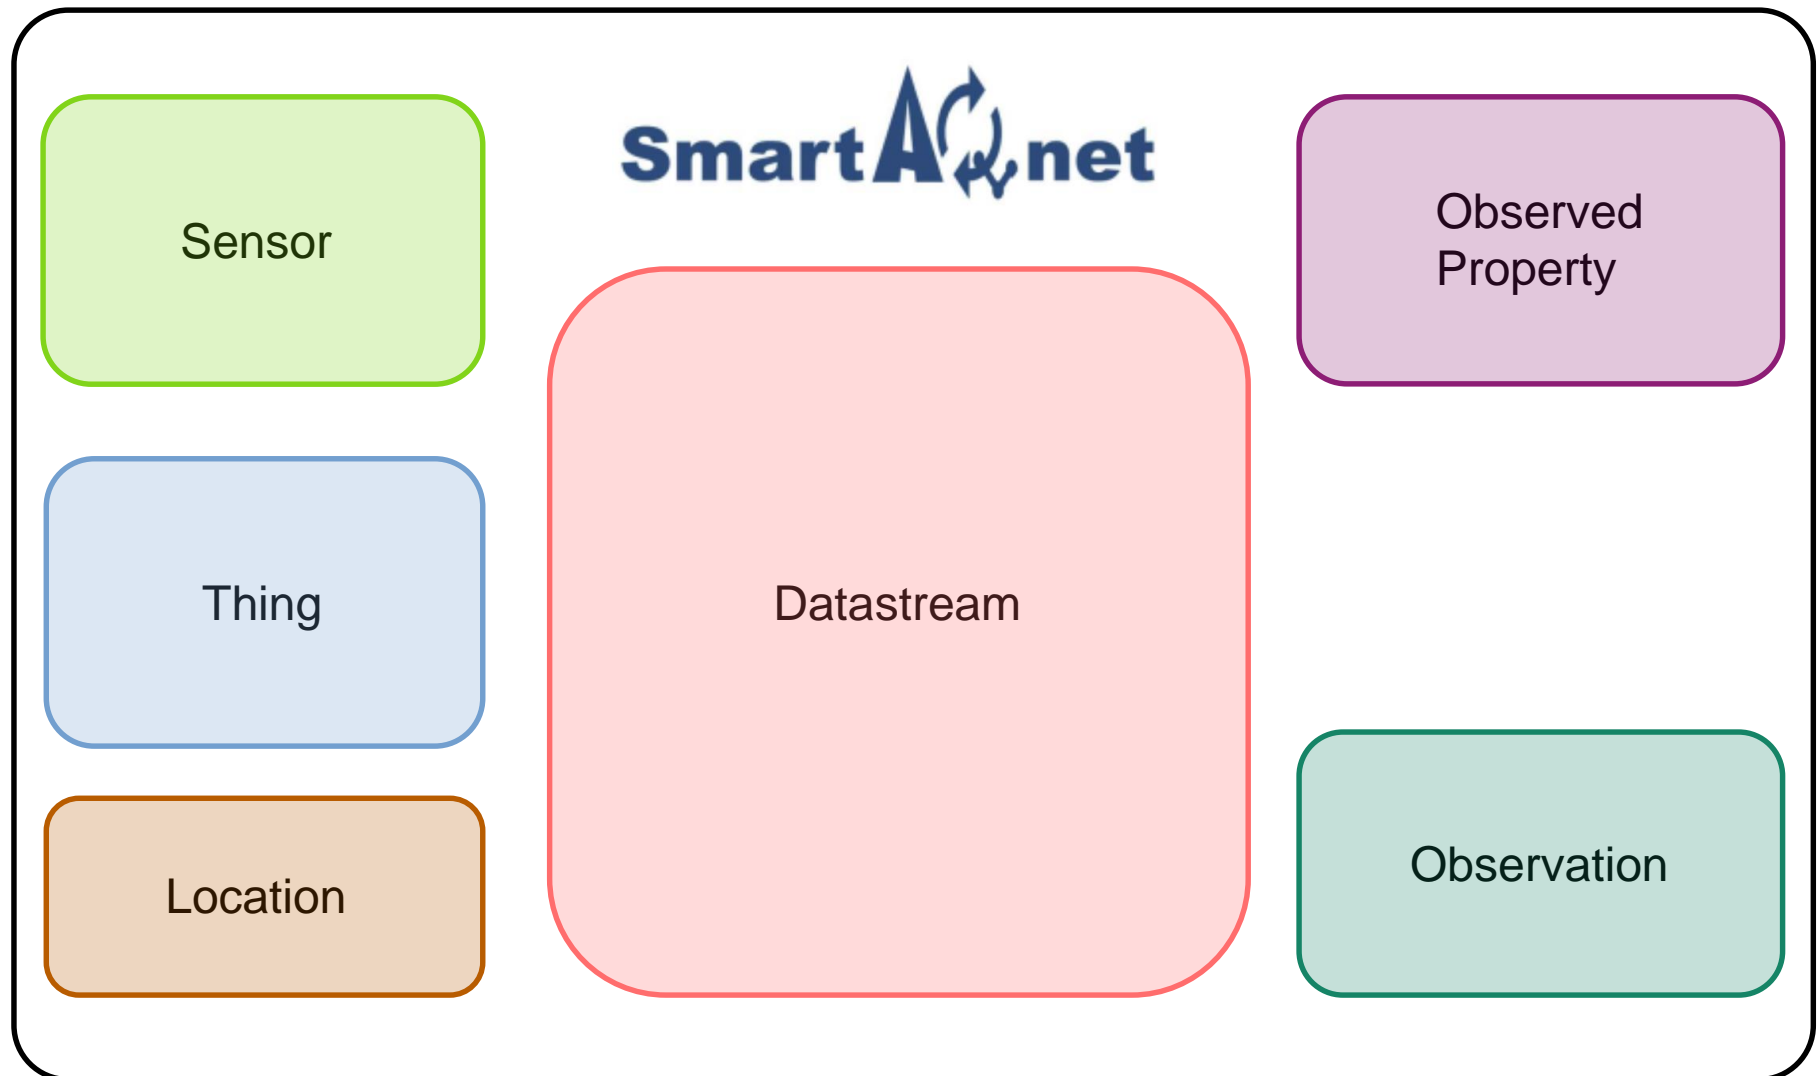 SmartAQnet
Sensor
Observed
Property
Thing
Datastream
Location
Observation